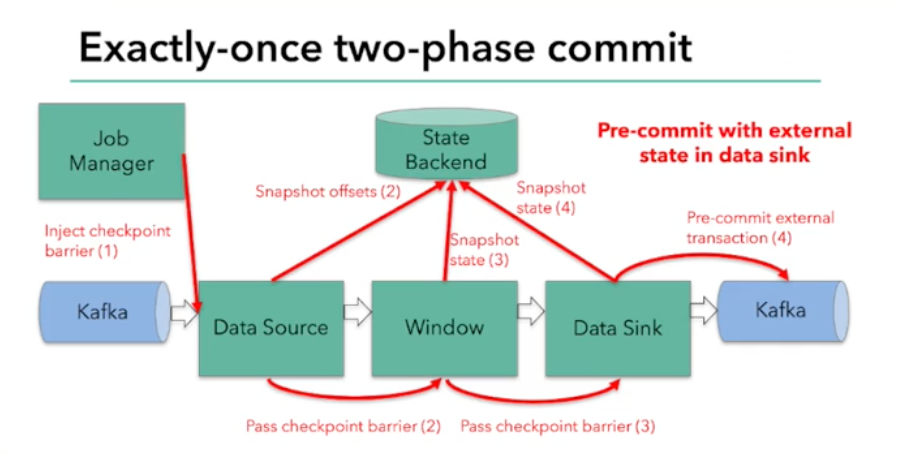 Exactly-once two-phase commit
Job
Manager
State
Backend
Pre-commit with external
state in data sink
Snapshot offsets (2)
Snapshot
state (4)
Pre-commit external
transaction (4)
Inject checkpoint
barrier (1)
Snapshot
state (3)
Kafka
Data Source
Window
Data Sink
Kafka
Pass checkpoint barrier (2)
Pass checkpoint barrier (3)